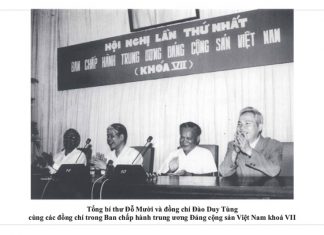 HỘI NGHỊ LẦN THỨ NHẤT
BAN CHẤP HÀNH TRUNG ƯƠNG ĐẢNG CỘNG SẢN VIỆT NAM
(KHOÁ VII)
Tổng bí thư Đỗ Mười và đồng chí Đào Duy Tùng
cùng các đồng chí trong Ban chấp hành trung ương Đảng cộng sản Việt Nam khoá VII